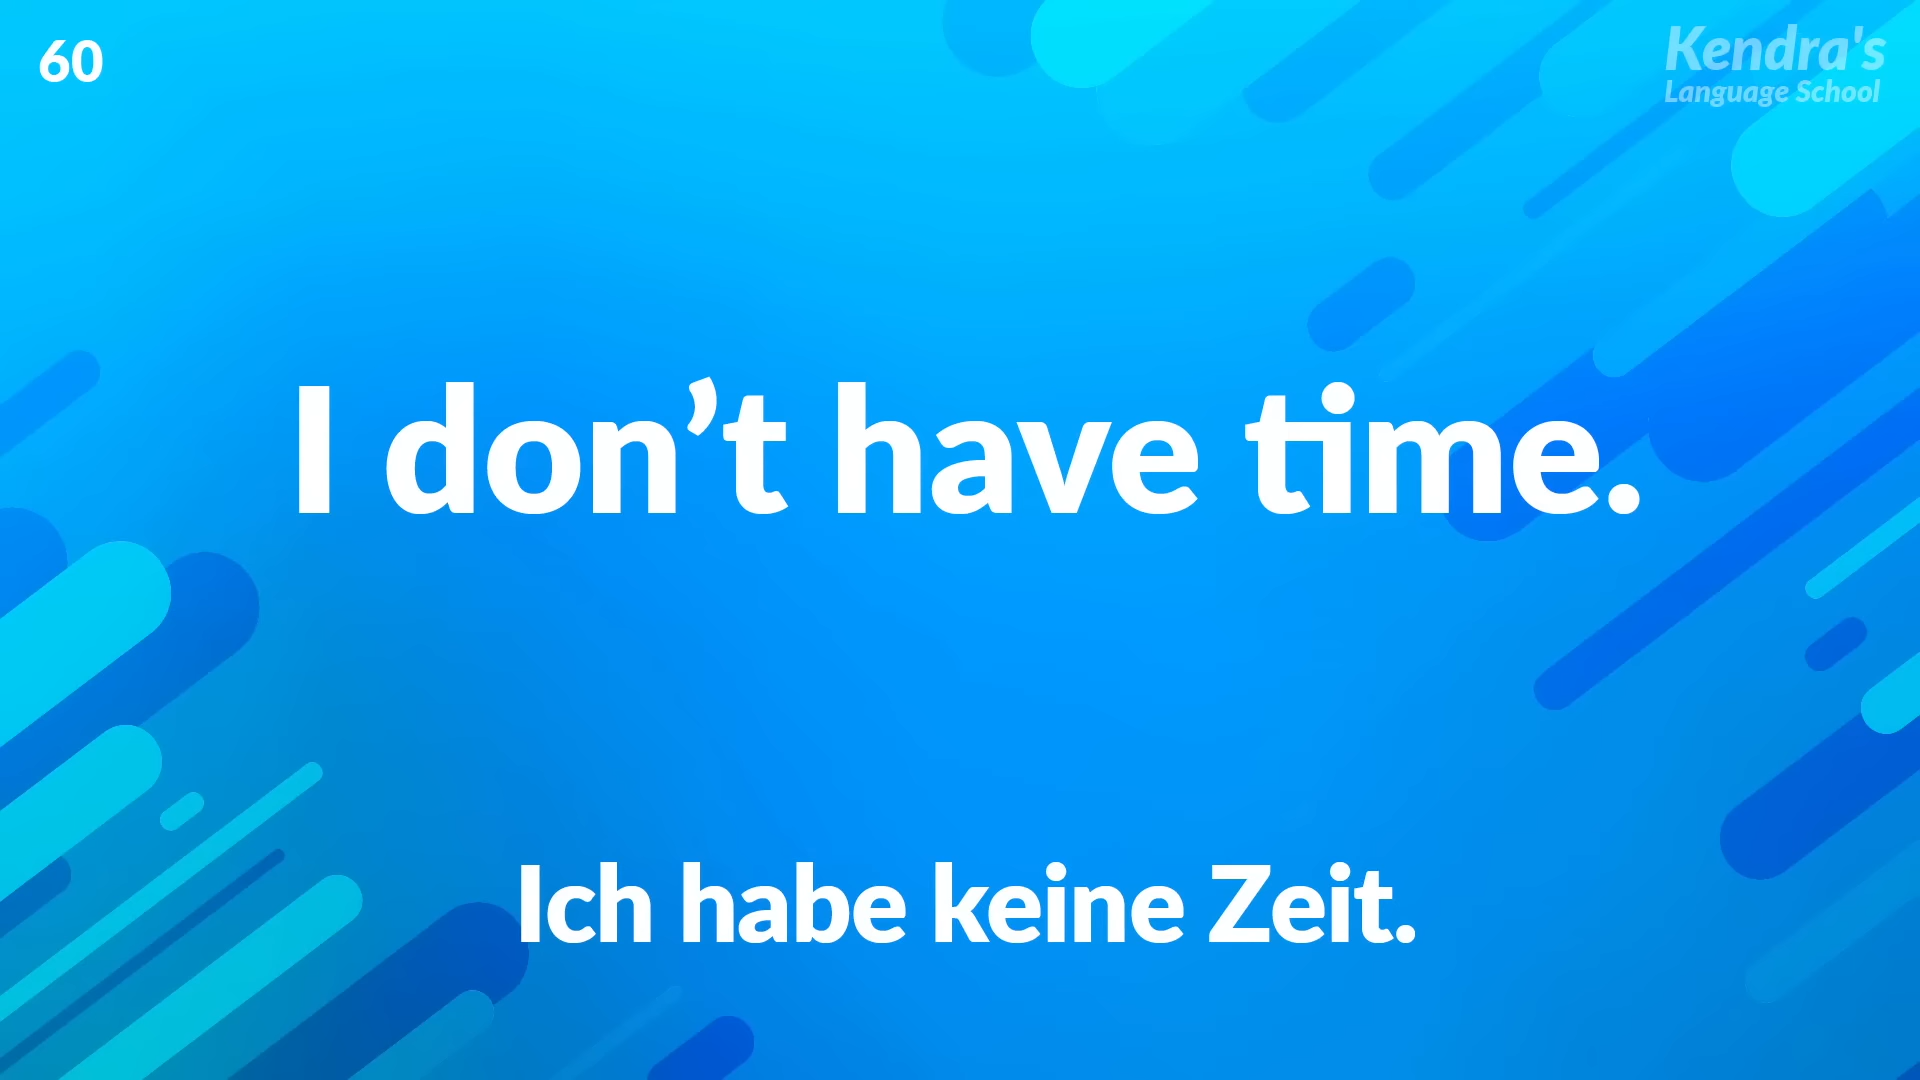 60
Kendra's
Language School
I don’t have time.
Ich habe keine Zeit.